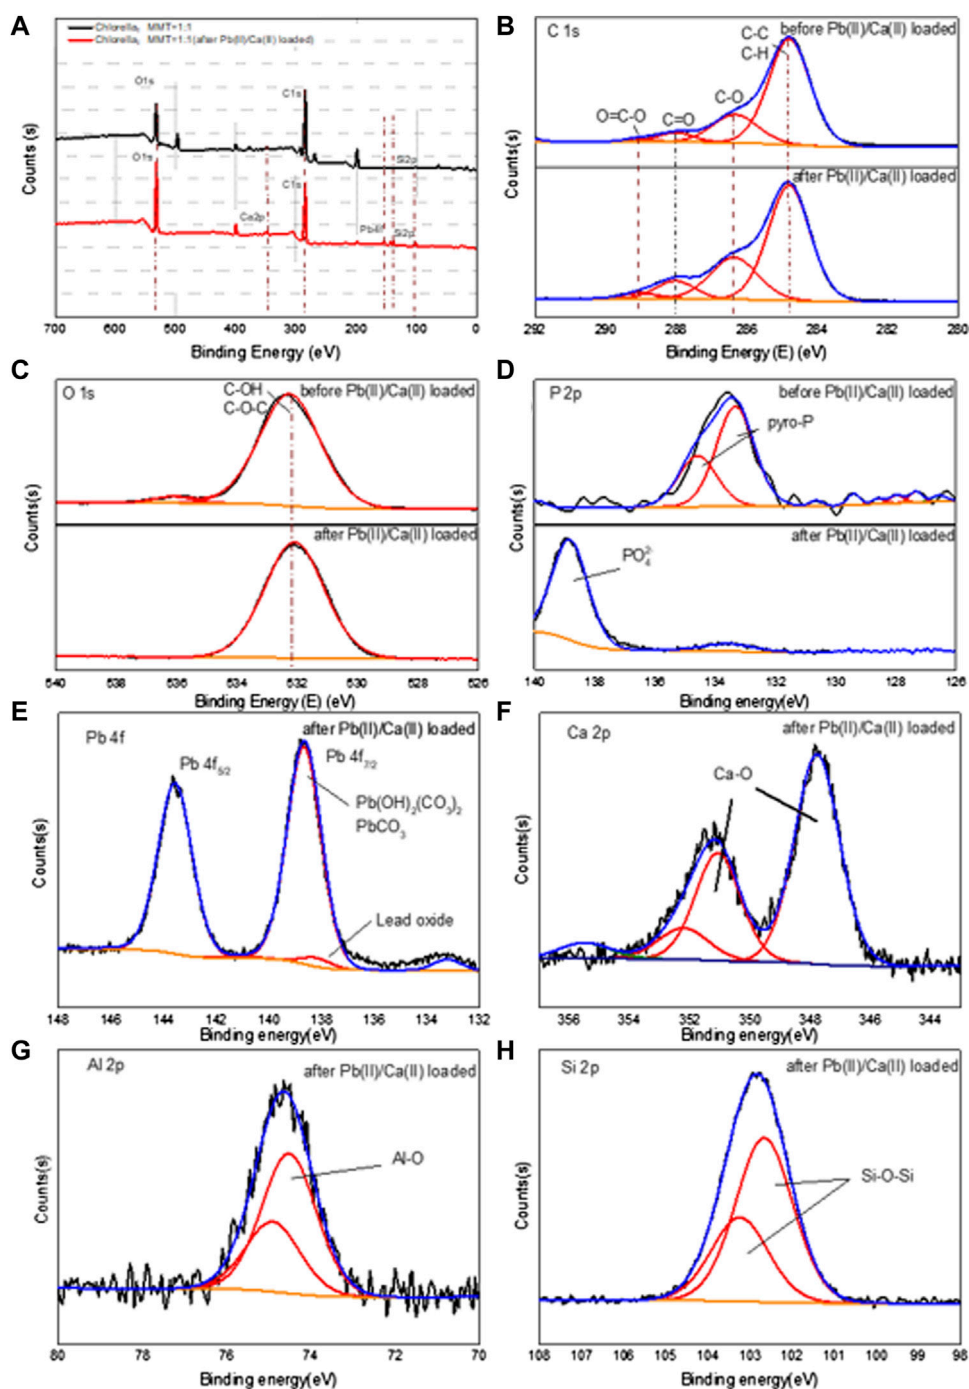 A
Chlorella, MMT=1:1
Chlorella, MMT=1:1(after Pb(II)/Ca(II) loaded)
O1s
C1s
Si2p
O1s
C1s
Ca2p
Pb4f
Si2p
Counts(s)
700 600 500 400 300 200 100 0
Binding Energy (eV)
B
C 1s
before Pb(II)/Ca(II) loaded
C-C
C-H
C-O
O=C-O
C=O
after Pb(II)/Ca(II) loaded
Counts(s)
292 290 288 286 284 282 280
Binding Energy (E) (eV)
C
O 1s
before Pb(II)/Ca(II) loaded
C-OH
C-O-C
after Pb(II)/Ca(II) loaded
Counts(s)
540 636 534 532 530 528 526
Binding Energy (E) (eV)
D
P 2p
before Pb(II)/Ca(II) loaded
pyro-P
after Pb(II)/Ca(II) loaded
PO₄²⁻
Counts(s)
140 138 136 134 132 130 128 126
Binding energy(eV)
E
Pb 4f
after Pb(II)/Ca(II) loaded
Pb 4f₅/₂
Pb 4f₇/₂
Pb(OH)₂(CO₃)₂
PbCO₃
Lead oxide
Counts(s)
148 146 144 142 140 138 136 134 132
Binding energy(eV)
F
Ca 2p
after Pb(II)/Ca(II) loaded
Ca-O
Counts(s)
356 354 352 350 348 346 344
Binding energy(eV)
G
Al 2p
after Pb(II)/Ca(II) loaded
Al-O
Counts(s)
80 78 76 74 72 70
Binding energy(eV)
H
Si 2p
after Pb(II)/Ca(II) loaded
Si-O-Si
Counts(s)
108 107 106 105 104 103 102 101 100 99 98
Binding energy(eV)